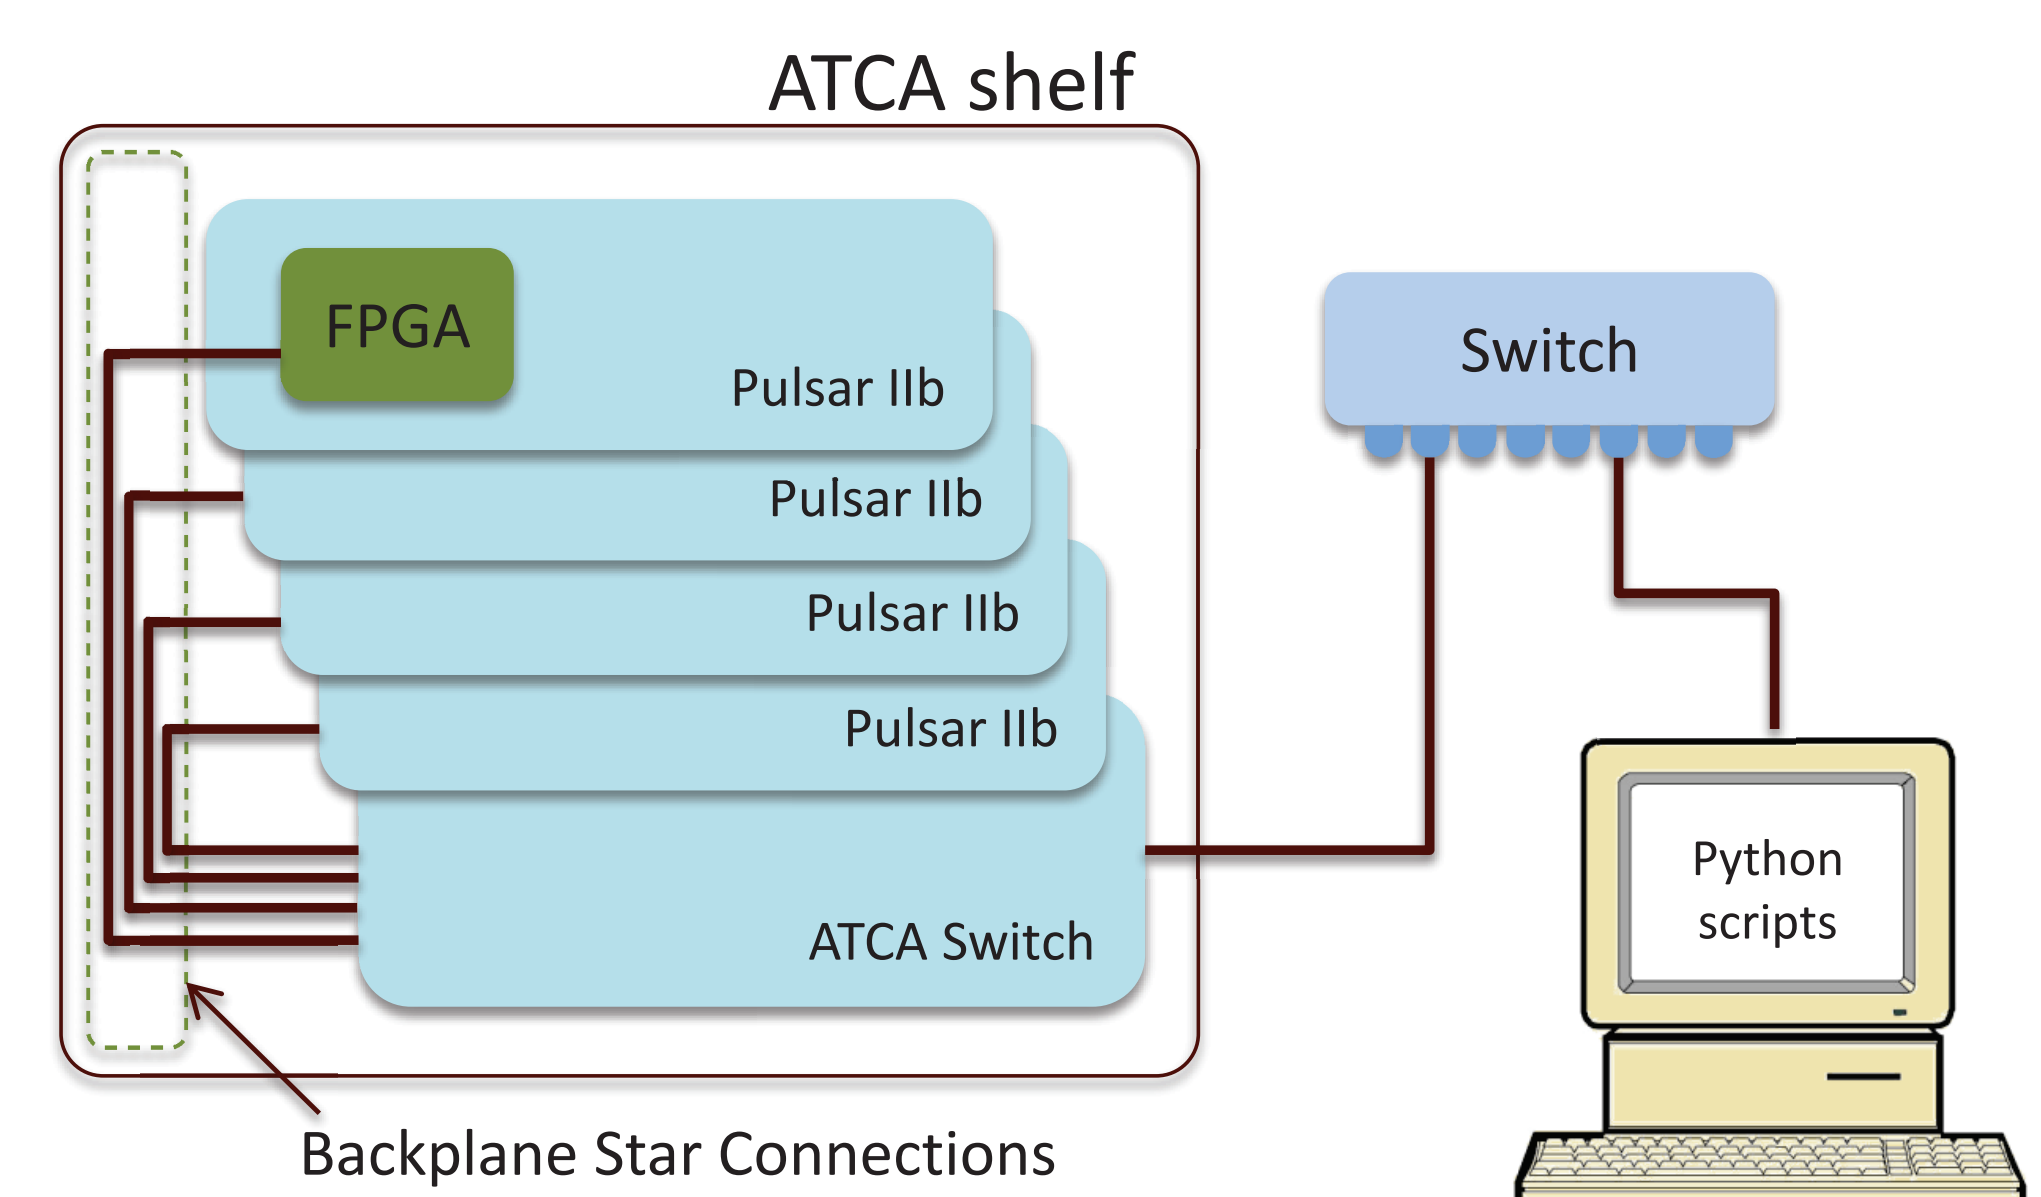 ATCA shelf
FPGA
Pulsar IIb
Pulsar IIb
Pulsar IIb
Pulsar IIb
ATCA Switch
Backplane Star Connections
Switch
Python
scripts